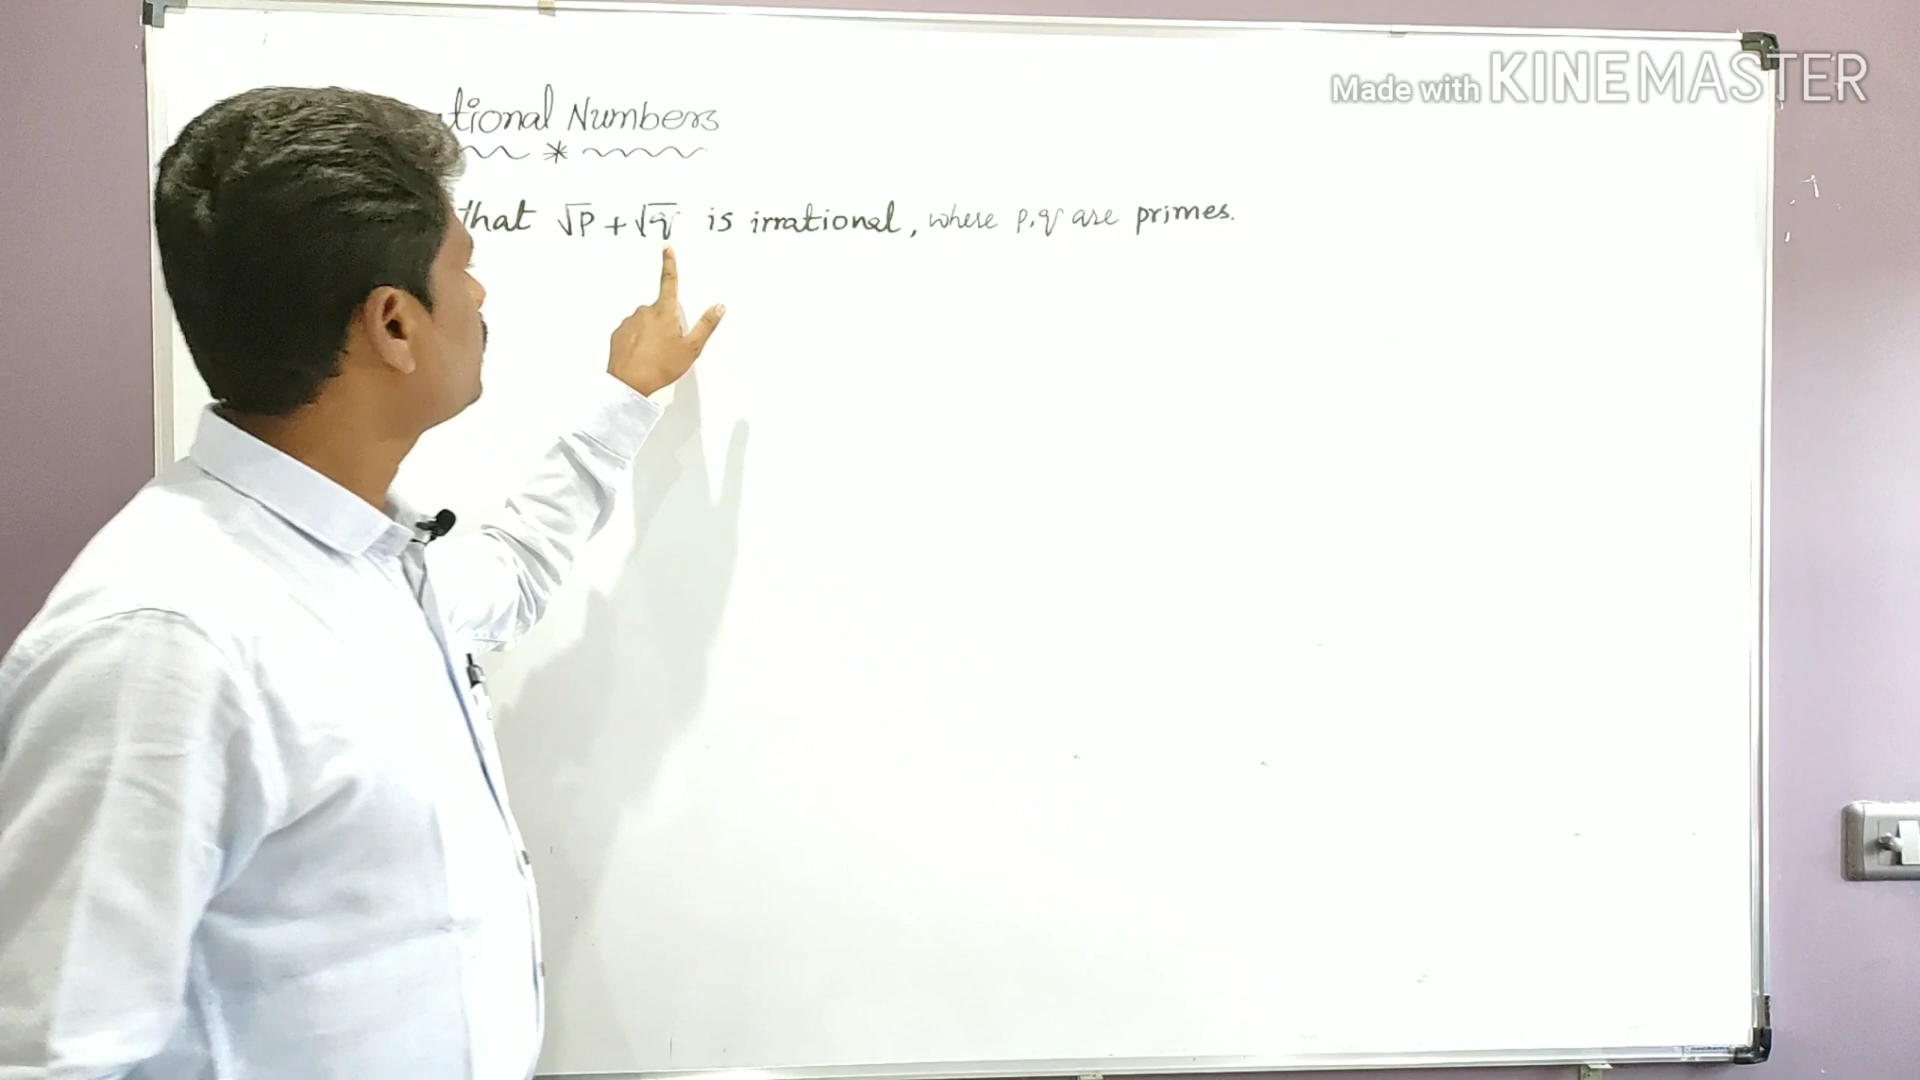 Made with KINEMASTER
tional Numbers
that √p + √q is irrational, where p, q are primes.